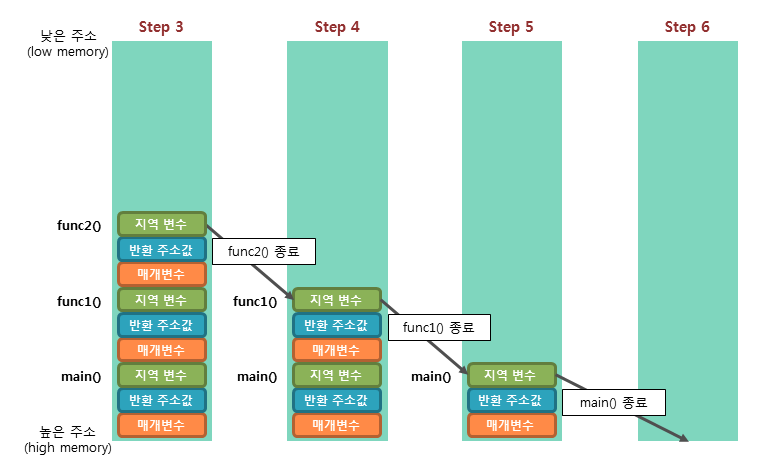 Step 3
Step 4
Step 5
Step 6
낮은 주소
(low memory)
func2()
지역 변수
반환 주소값
매개변수
func2() 종료
func1()
지역 변수
반환 주소값
매개변수
func1()
지역 변수
반환 주소값
매개변수
func1() 종료
main()
지역 변수
반환 주소값
매개변수
main()
지역 변수
반환 주소값
매개변수
main()
지역 변수
반환 주소값
매개변수
main() 종료
높은 주소
(high memory)